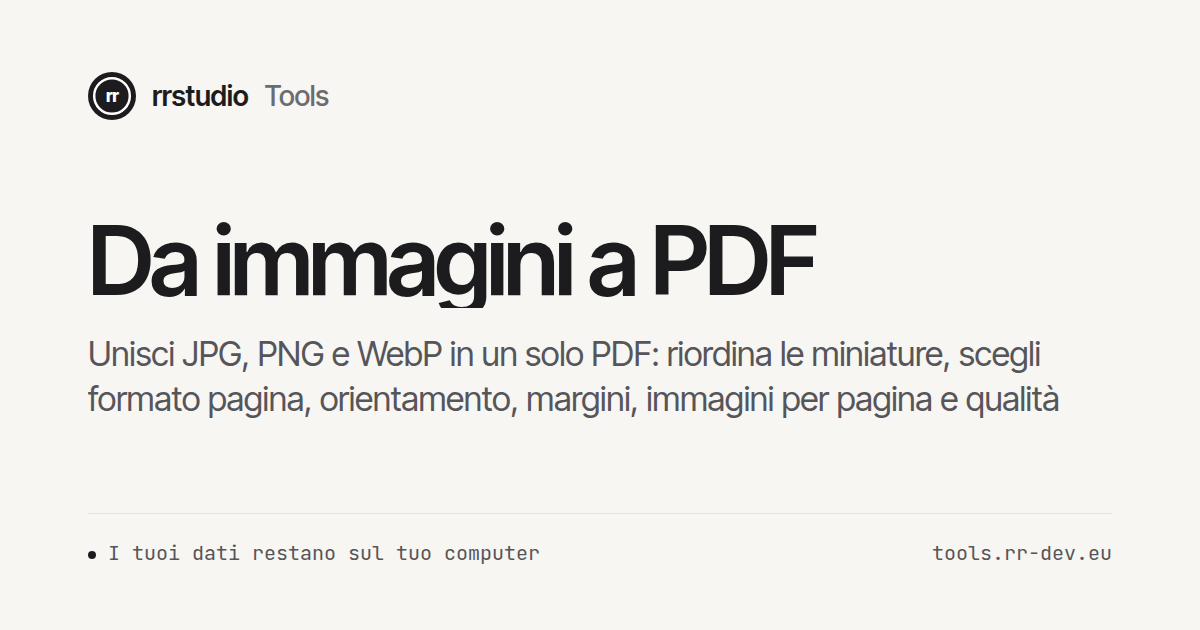 rr rrstudio Tools
Da immagini a PDF
Unisci JPG, PNG e WebP in un solo PDF: riordina le miniature, scegli
formato pagina, orientamento, margini, immagini per pagina e qualità
I tuoi dati restano sul tuo computer
tools.rr-dev.eu